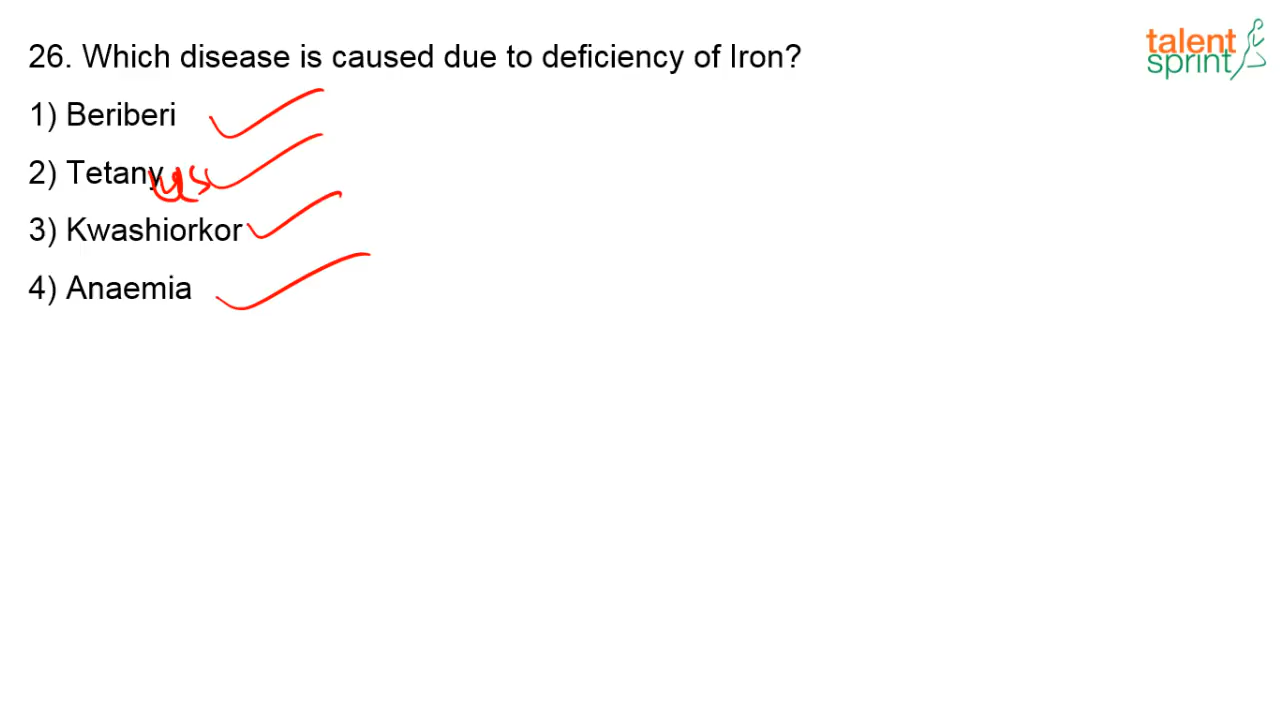 talent
sprint
26. Which disease is caused due to deficiency of Iron?
1) Beriberi
2) Tetany
3) Kwashiorkor
4) Anaemia